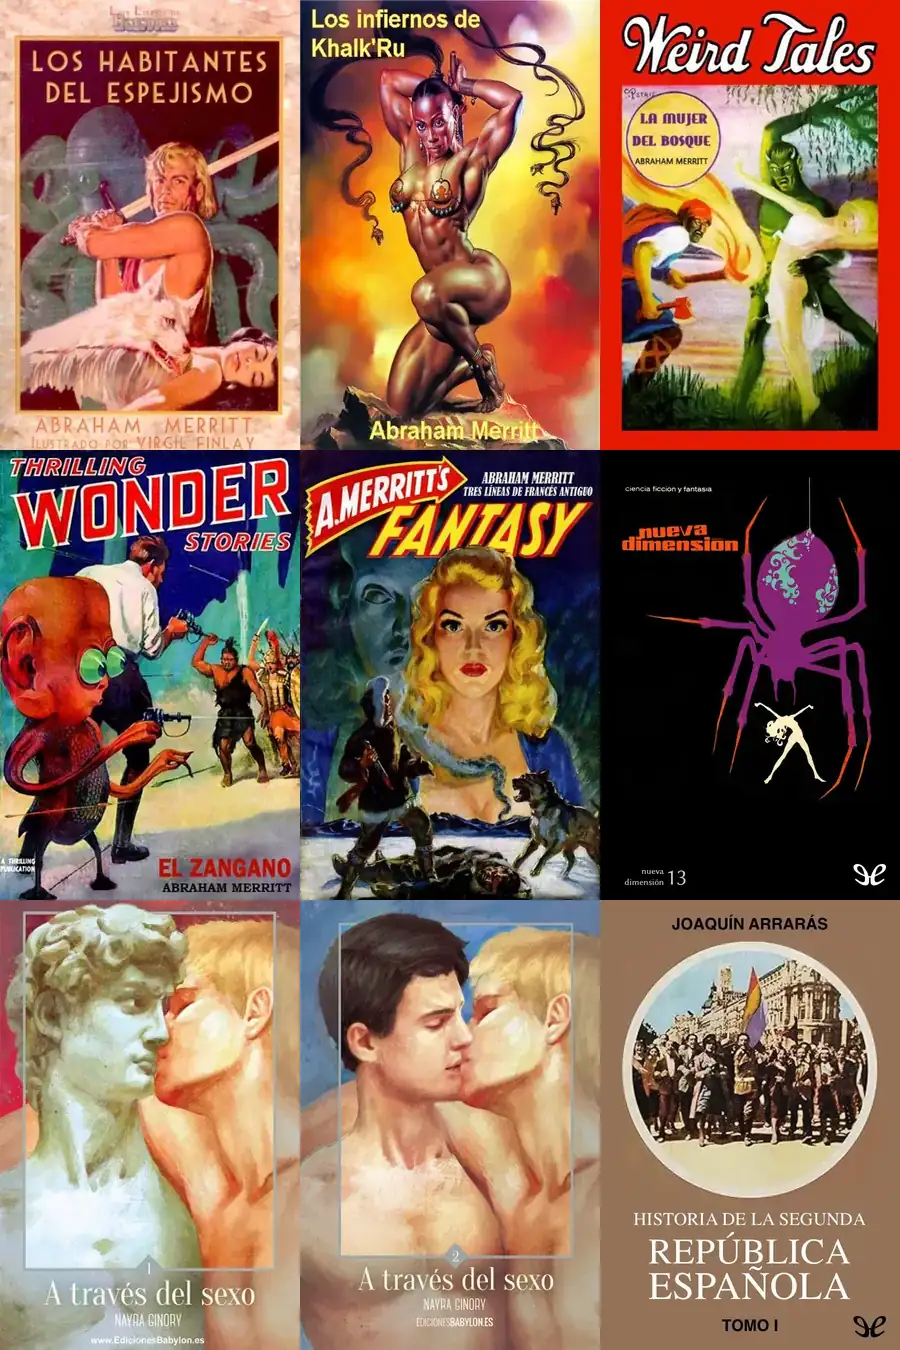 LOS HABITANTES
DEL ESPEJISMO
ABRAHAM MERRITT
ILUSTRADO POR VIRGIL FINLAY
Los infiernos de
Khalk'Ru
Abraham Merritt
Weird Tales
LA MUJER
DEL BOSQUE
ABRAHAM MERRITT
THRILLING
WONDER
STORIES
A THRILLING
PUBLICATION
EL ZANGANO
ABRAHAM MERRITT
A. MERRITT'S
FANTASY
ABRAHAM MERRITT
TRES LÍNEAS DE FRANCÉS ANTIGUO
ciencia ficción y fantasía
nueva
dimensión
nueva
dimensión 13
1
A través del sexo
NAYRA GINORY
www.EdicionesBabylon.es
2
A través del sexo
NAYRA GINORY
EDICIONESBABYLON.ES
JOAQUÍN ARRARÁS
HISTORIA DE LA SEGUNDA
REPÚBLICA
ESPAÑOLA
TOMO I